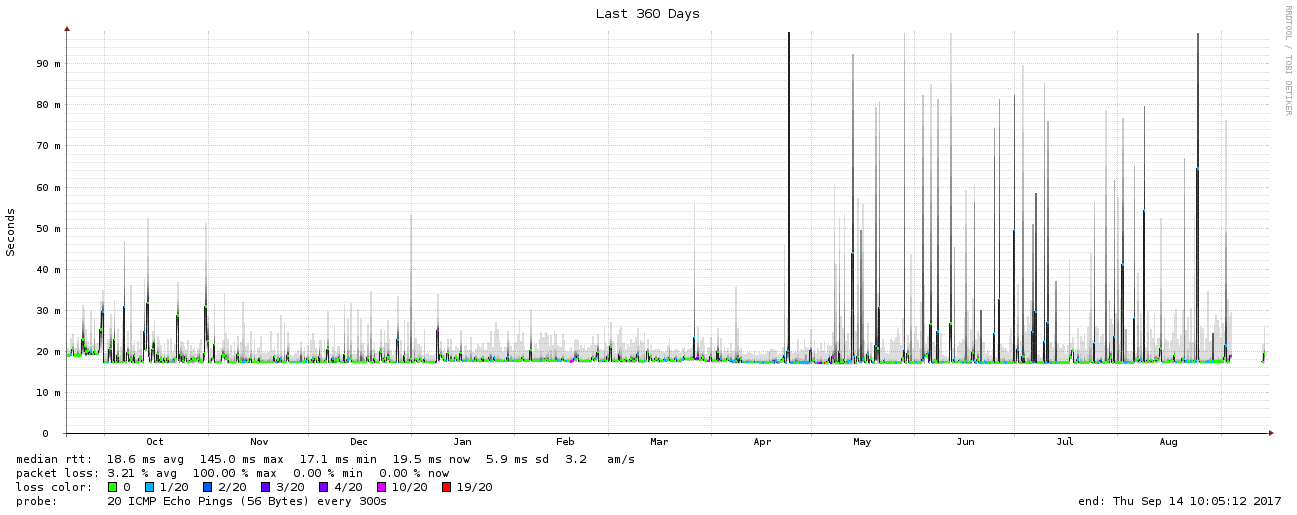 Last 360 Days
RRDTOOL / TOBI OETIKER
Seconds
90 m
80 m
70 m
60 m
50 m
40 m
30 m
20 m
10 m
0
Oct Nov Dec Jan Feb Mar Apr May Jun Jul Aug
median rtt: 18.6 ms avg 145.0 ms max 17.1 ms min 19.5 ms now 5.9 ms sd 3.2 am/s
packet loss: 3.21 % avg 100.00 % max 0.00 % min 0.00 % now
loss color: 0 1/20 2/20 3/20 4/20 10/20 19/20
probe: 20 ICMP Echo Pings (56 Bytes) every 300s end: Thu Sep 14 10:05:12 2017